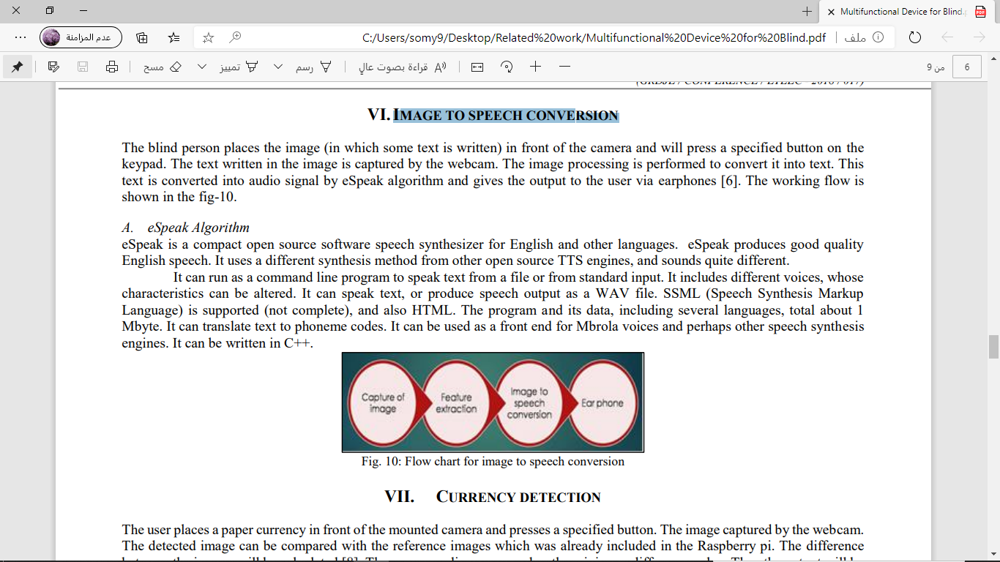 Multifunctional Device for Blind.p
عدم المزامنة
C:/Users/somy9/Desktop/Related%20work/Multifunctional%20Device%20for%20Blind.pdf
ملف
مسح
تمييز
رسم
قراءة بصوت عالٍ
6
من 9
(GRDJE / CONFERENCE / ETEEC - 2018 / 017)
VI. IMAGE TO SPEECH CONVERSION
The blind person places the image (in which some text is written) in front of the camera and will press a specified button on the
keypad. The text written in the image is captured by the webcam. The image processing is performed to convert it into text. This
text is converted into audio signal by eSpeak algorithm and gives the output to the user via earphones [6]. The working flow is
shown in the fig-10.
A. eSpeak Algorithm
eSpeak is a compact open source software speech synthesizer for English and other languages. eSpeak produces good quality
English speech. It uses a different synthesis method from other open source TTS engines, and sounds quite different.
It can run as a command line program to speak text from a file or from standard input. It includes different voices, whose
characteristics can be altered. It can speak text, or produce speech output as a WAV file. SSML (Speech Synthesis Markup
Language) is supported (not complete), and also HTML. The program and its data, including several languages, total about 1
Mbyte. It can translate text to phoneme codes. It can be used as a front end for Mbrola voices and perhaps other speech synthesis
engines. It can be written in C++.
Capture of
image
Feature
extraction
Image to
speech
conversion
Ear phone
Fig. 10: Flow chart for image to speech conversion
VII. CURRENCY DETECTION
The user places a paper currency in front of the mounted camera and presses a specified button. The image captured by the webcam.
The detected image can be compared with the reference images which was already included in the Raspberry pi. The difference